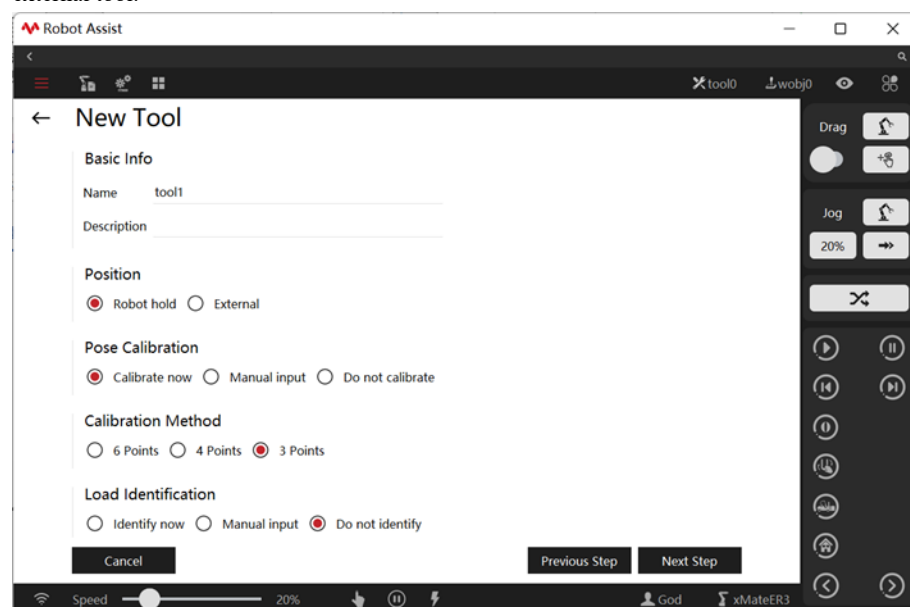 Robot Assist
tool0 wobj0
New Tool
Drag
Basic Info
Name tool1
Description
Jog
20%
Position
Robot hold External
Pose Calibration
Calibrate now Manual input Do not calibrate
Calibration Method
6 Points 4 Points 3 Points
Load Identification
Identify now Manual input Do not identify
Cancel Previous Step Next Step
Speed 20% God xMateER3